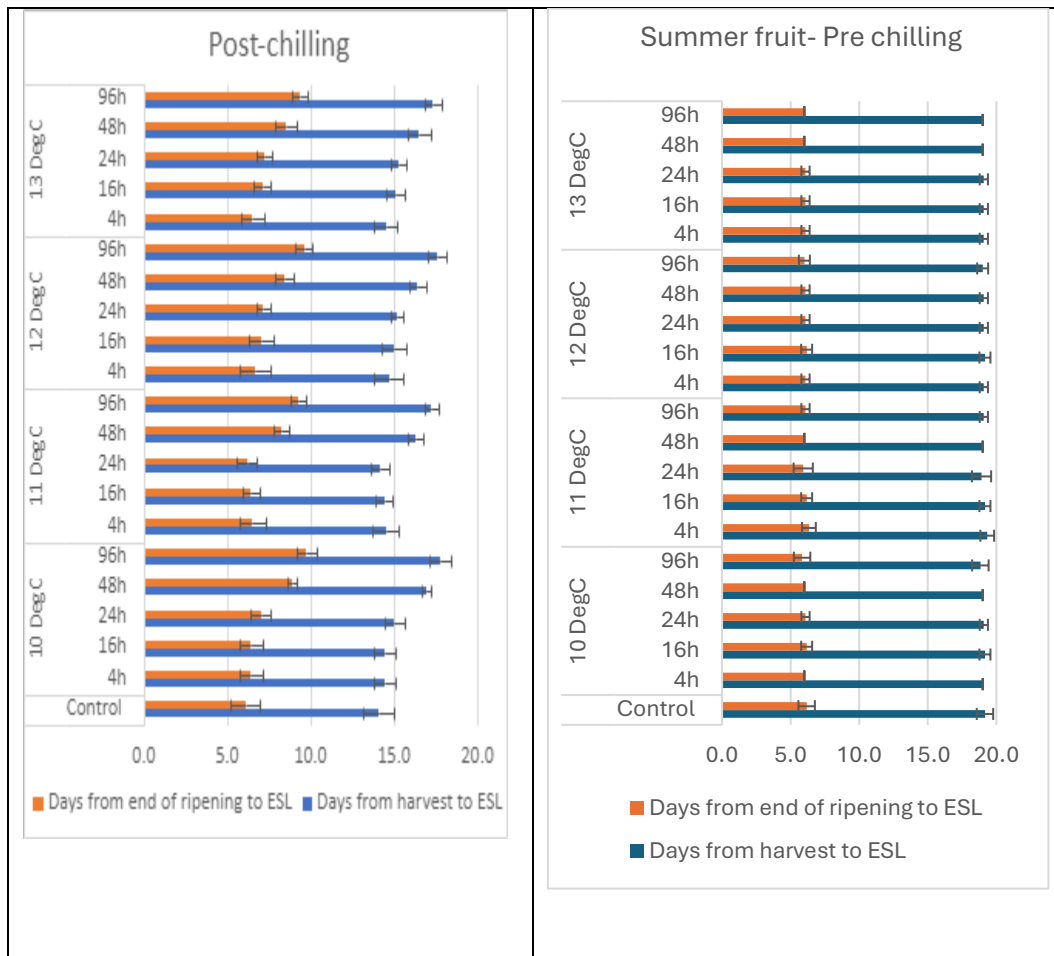 Post-chilling
13 Deg C
96h
48h
24h
16h
4h
12 Deg C
96h
48h
24h
16h
4h
11 Deg C
96h
48h
24h
16h
4h
10 Deg C
96h
48h
24h
16h
4h
Control
0.0 5.0 10.0 15.0 20.0
Days from end of ripening to ESL Days from harvest to ESL
Summer fruit- Pre chilling
13 DegC
96h
48h
24h
16h
4h
12 DegC
96h
48h
24h
16h
4h
11 DegC
96h
48h
24h
16h
4h
10 DegC
96h
48h
24h
16h
4h
Control
0.0 5.0 10.0 15.0 20.0
Days from end of ripening to ESL
Days from harvest to ESL